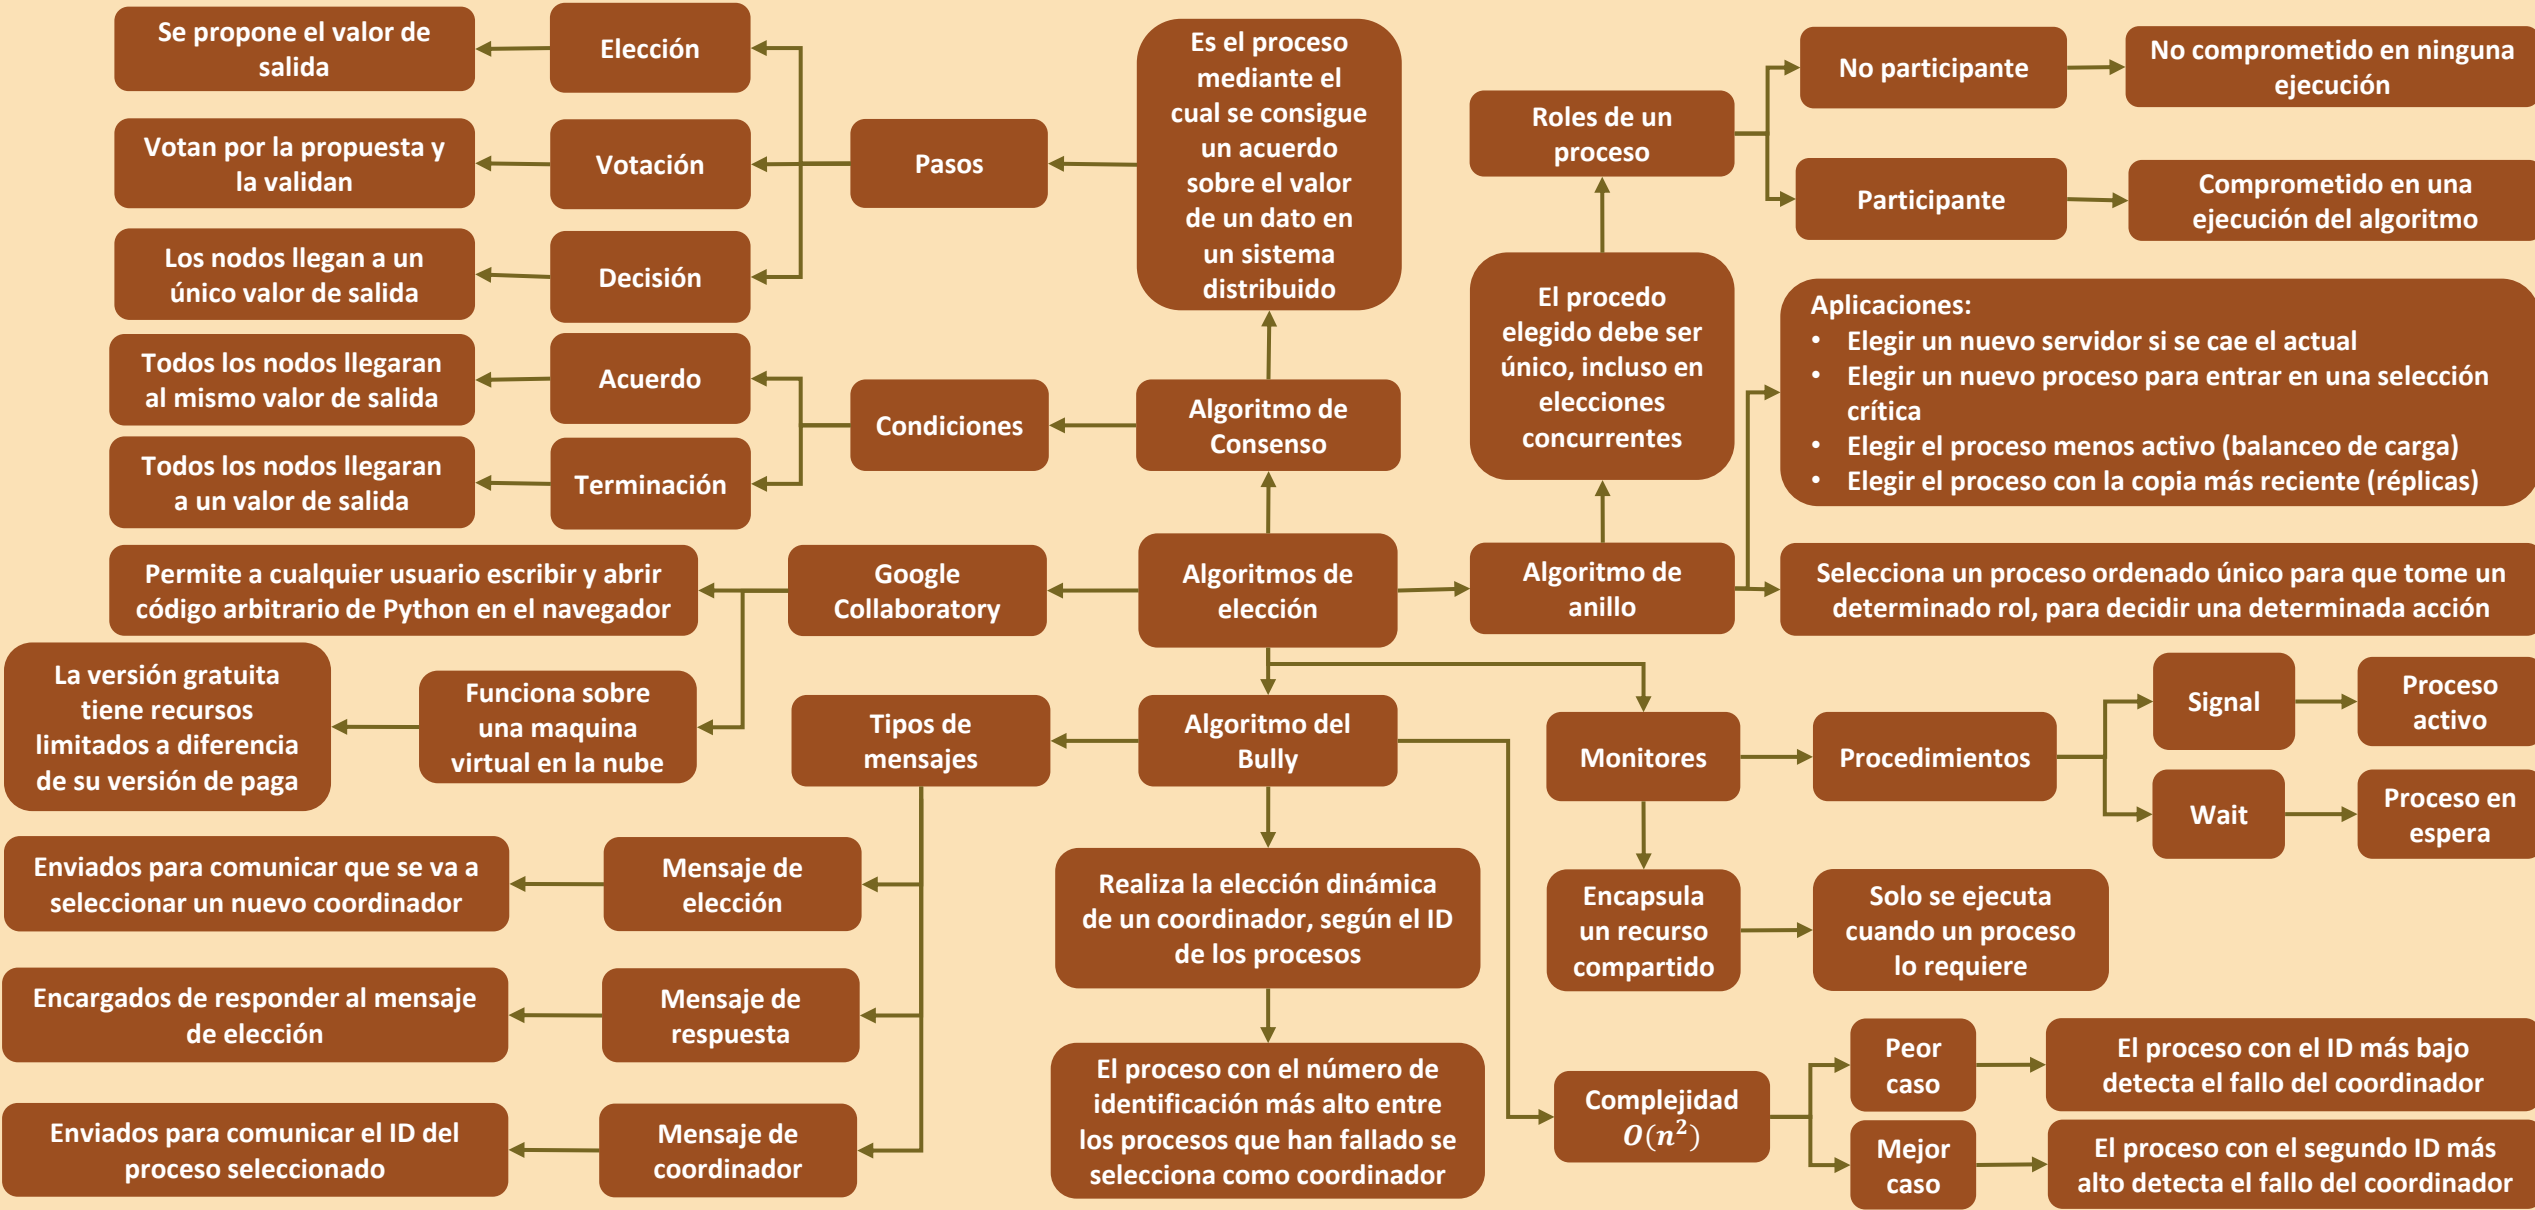 Se propone el valor de
salida
Elección
Votan por la propuesta y
la validan
Votación
Los nodos llegan a un
único valor de salida
Decisión
Pasos
Es el proceso
mediante el
cual se consigue
un acuerdo
sobre el valor
de un dato en
un sistema
distribuido
Todos los nodos llegaran
al mismo valor de salida
Acuerdo
Todos los nodos llegaran
a un valor de salida
Terminación
Condiciones
Algoritmo de
Consenso
Roles de un
proceso
No participante
No comprometido en ninguna
ejecución
Participante
Comprometido en una
ejecución del algoritmo
El procedo
elegido debe ser
único, incluso en
elecciones
concurrentes
Aplicaciones:
• Elegir un nuevo servidor si se cae el actual
• Elegir un nuevo proceso para entrar en una selección
crítica
• Elegir el proceso menos activo (balanceo de carga)
• Elegir el proceso con la copia más reciente (réplicas)
Permite a cualquier usuario escribir y abrir
código arbitrario de Python en el navegador
Google
Collaboratory
Algoritmos de
elección
Algoritmo de
anillo
Selecciona un proceso ordenado único para que tome un
determinado rol, para decidir una determinada acción
La versión gratuita
tiene recursos
limitados a diferencia
de su versión de paga
Funciona sobre
una maquina
virtual en la nube
Tipos de
mensajes
Algoritmo del
Bully
Monitores
Procedimientos
Signal
Proceso
activo
Wait
Proceso en
espera
Enviados para comunicar que se va a
seleccionar un nuevo coordinador
Mensaje de
elección
Realiza la elección dinámica
de un coordinador, según el ID
de los procesos
Encapsula
un recurso
compartido
Solo se ejecuta
cuando un proceso
lo requiere
Encargados de responder al mensaje
de elección
Mensaje de
respuesta
El proceso con el número de
identificación más alto entre
los procesos que han fallado se
selecciona como coordinador
Complejidad
O(n²)
Peor
caso
El proceso con el ID más bajo
detecta el fallo del coordinador
Enviados para comunicar el ID del
proceso seleccionado
Mensaje de
coordinador
Mejor
caso
El proceso con el segundo ID más
alto detecta el fallo del coordinador